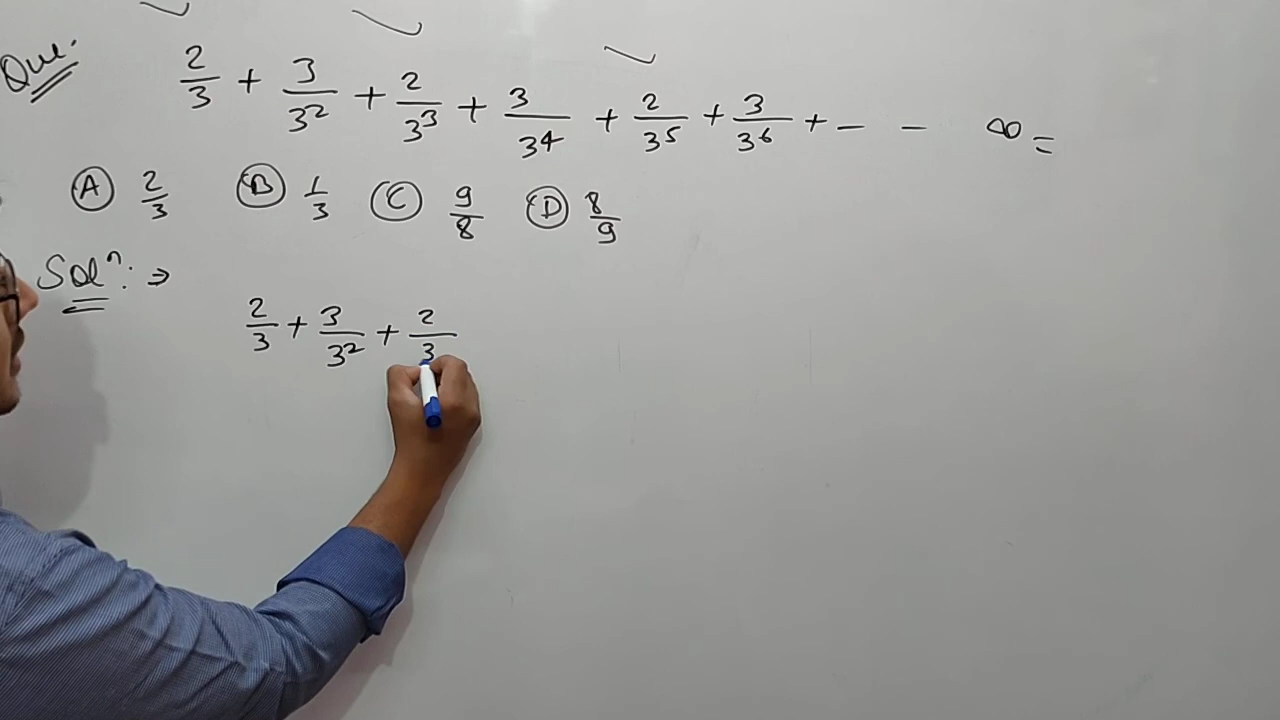 Que. 2/3 + 3/3² + 2/3³ + 3/3⁴ + 2/3⁵ + 3/3⁶ + – – ∞ =
(A) 2/3 (B) 1/3 (C) 9/8 (D) 8/9
Solⁿ: ⇒
2/3 + 3/3² + 2/3